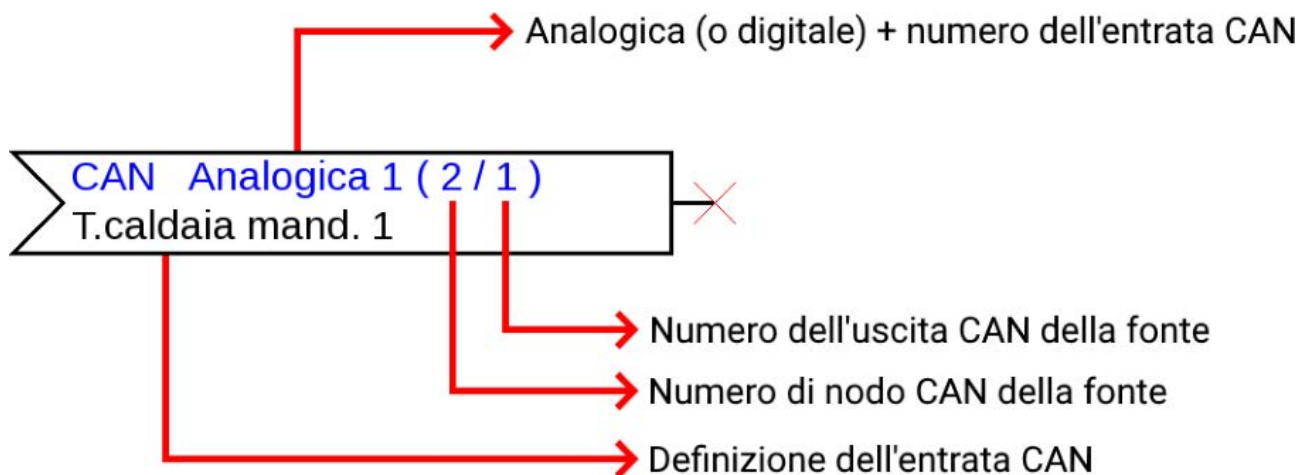 Analogica (o digitale) + numero dell'entrata CAN
CAN Analogica 1 ( 2 / 1 )
T.caldaia mand. 1
Numero dell'uscita CAN della fonte
Numero di nodo CAN della fonte
Definizione dell'entrata CAN